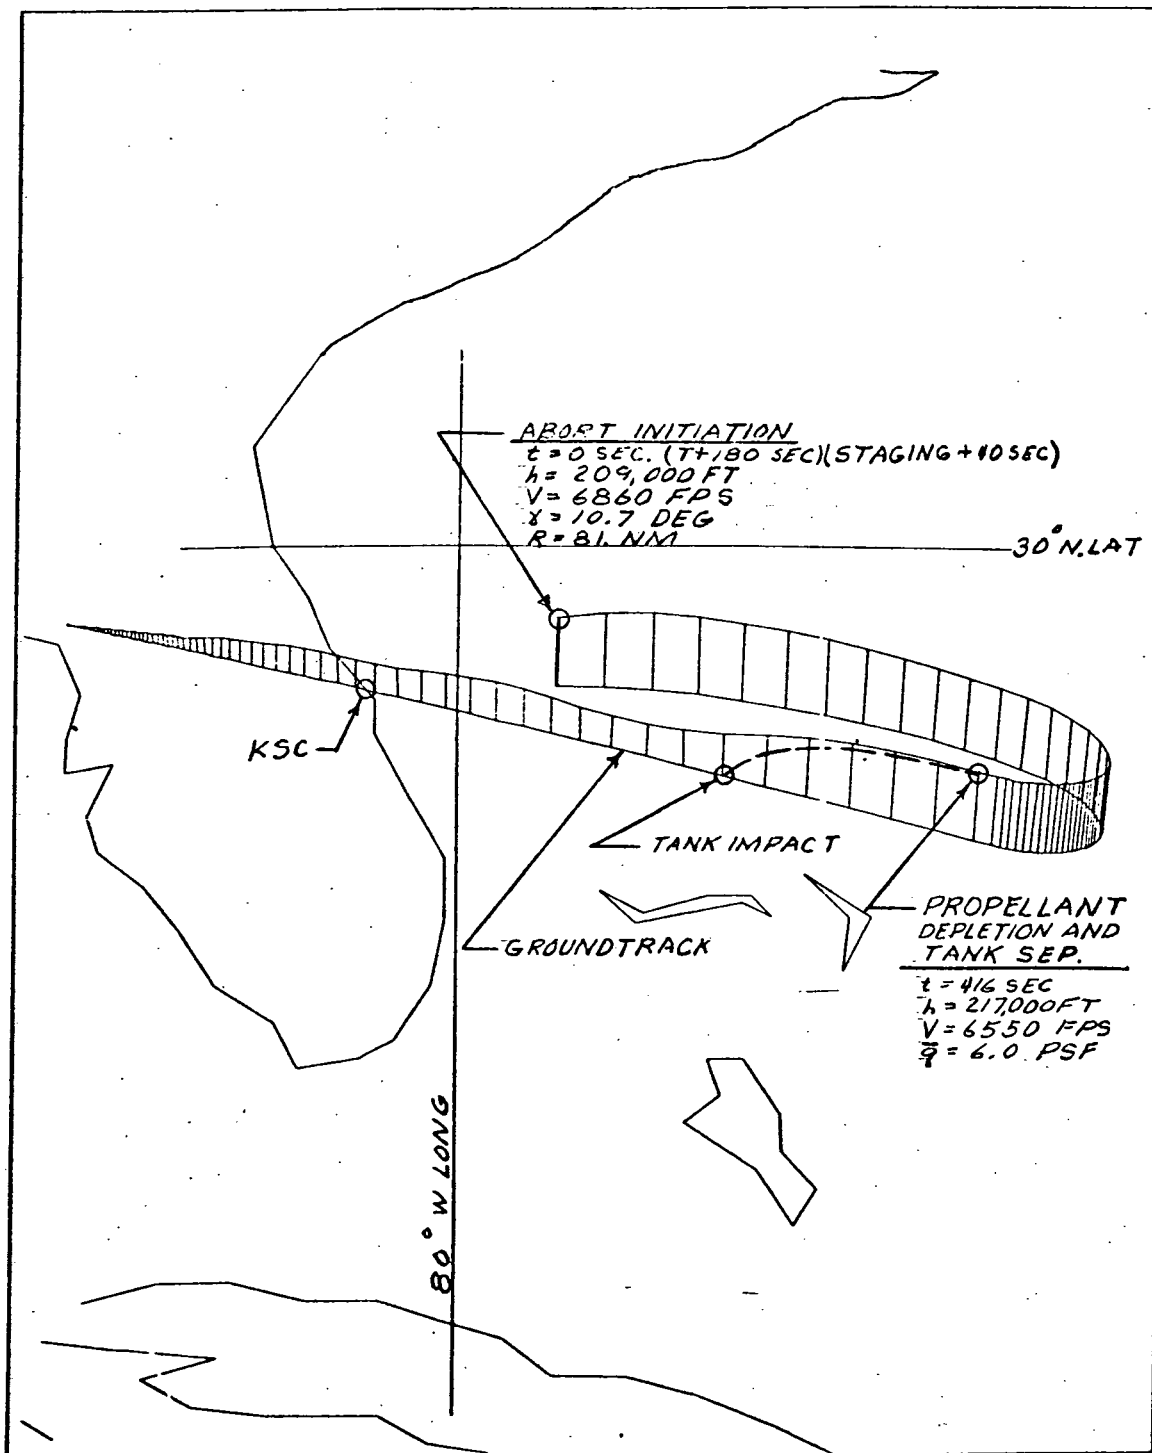 ABORT INITIATION
t = 0 SEC. (T+180 SEC)(STAGING + 10 SEC)
h = 209,000 FT
V = 6860 FPS
γ = 10.7 DEG
R = 81. NM
30° N. LAT
KSC
TANK IMPACT
GROUNDTRACK
PROPELLANT
DEPLETION AND
TANK SEP.
t = 416 SEC
h = 217,000 FT
V = 6550 FPS
q̄ = 6.0 PSF
80° W LONG